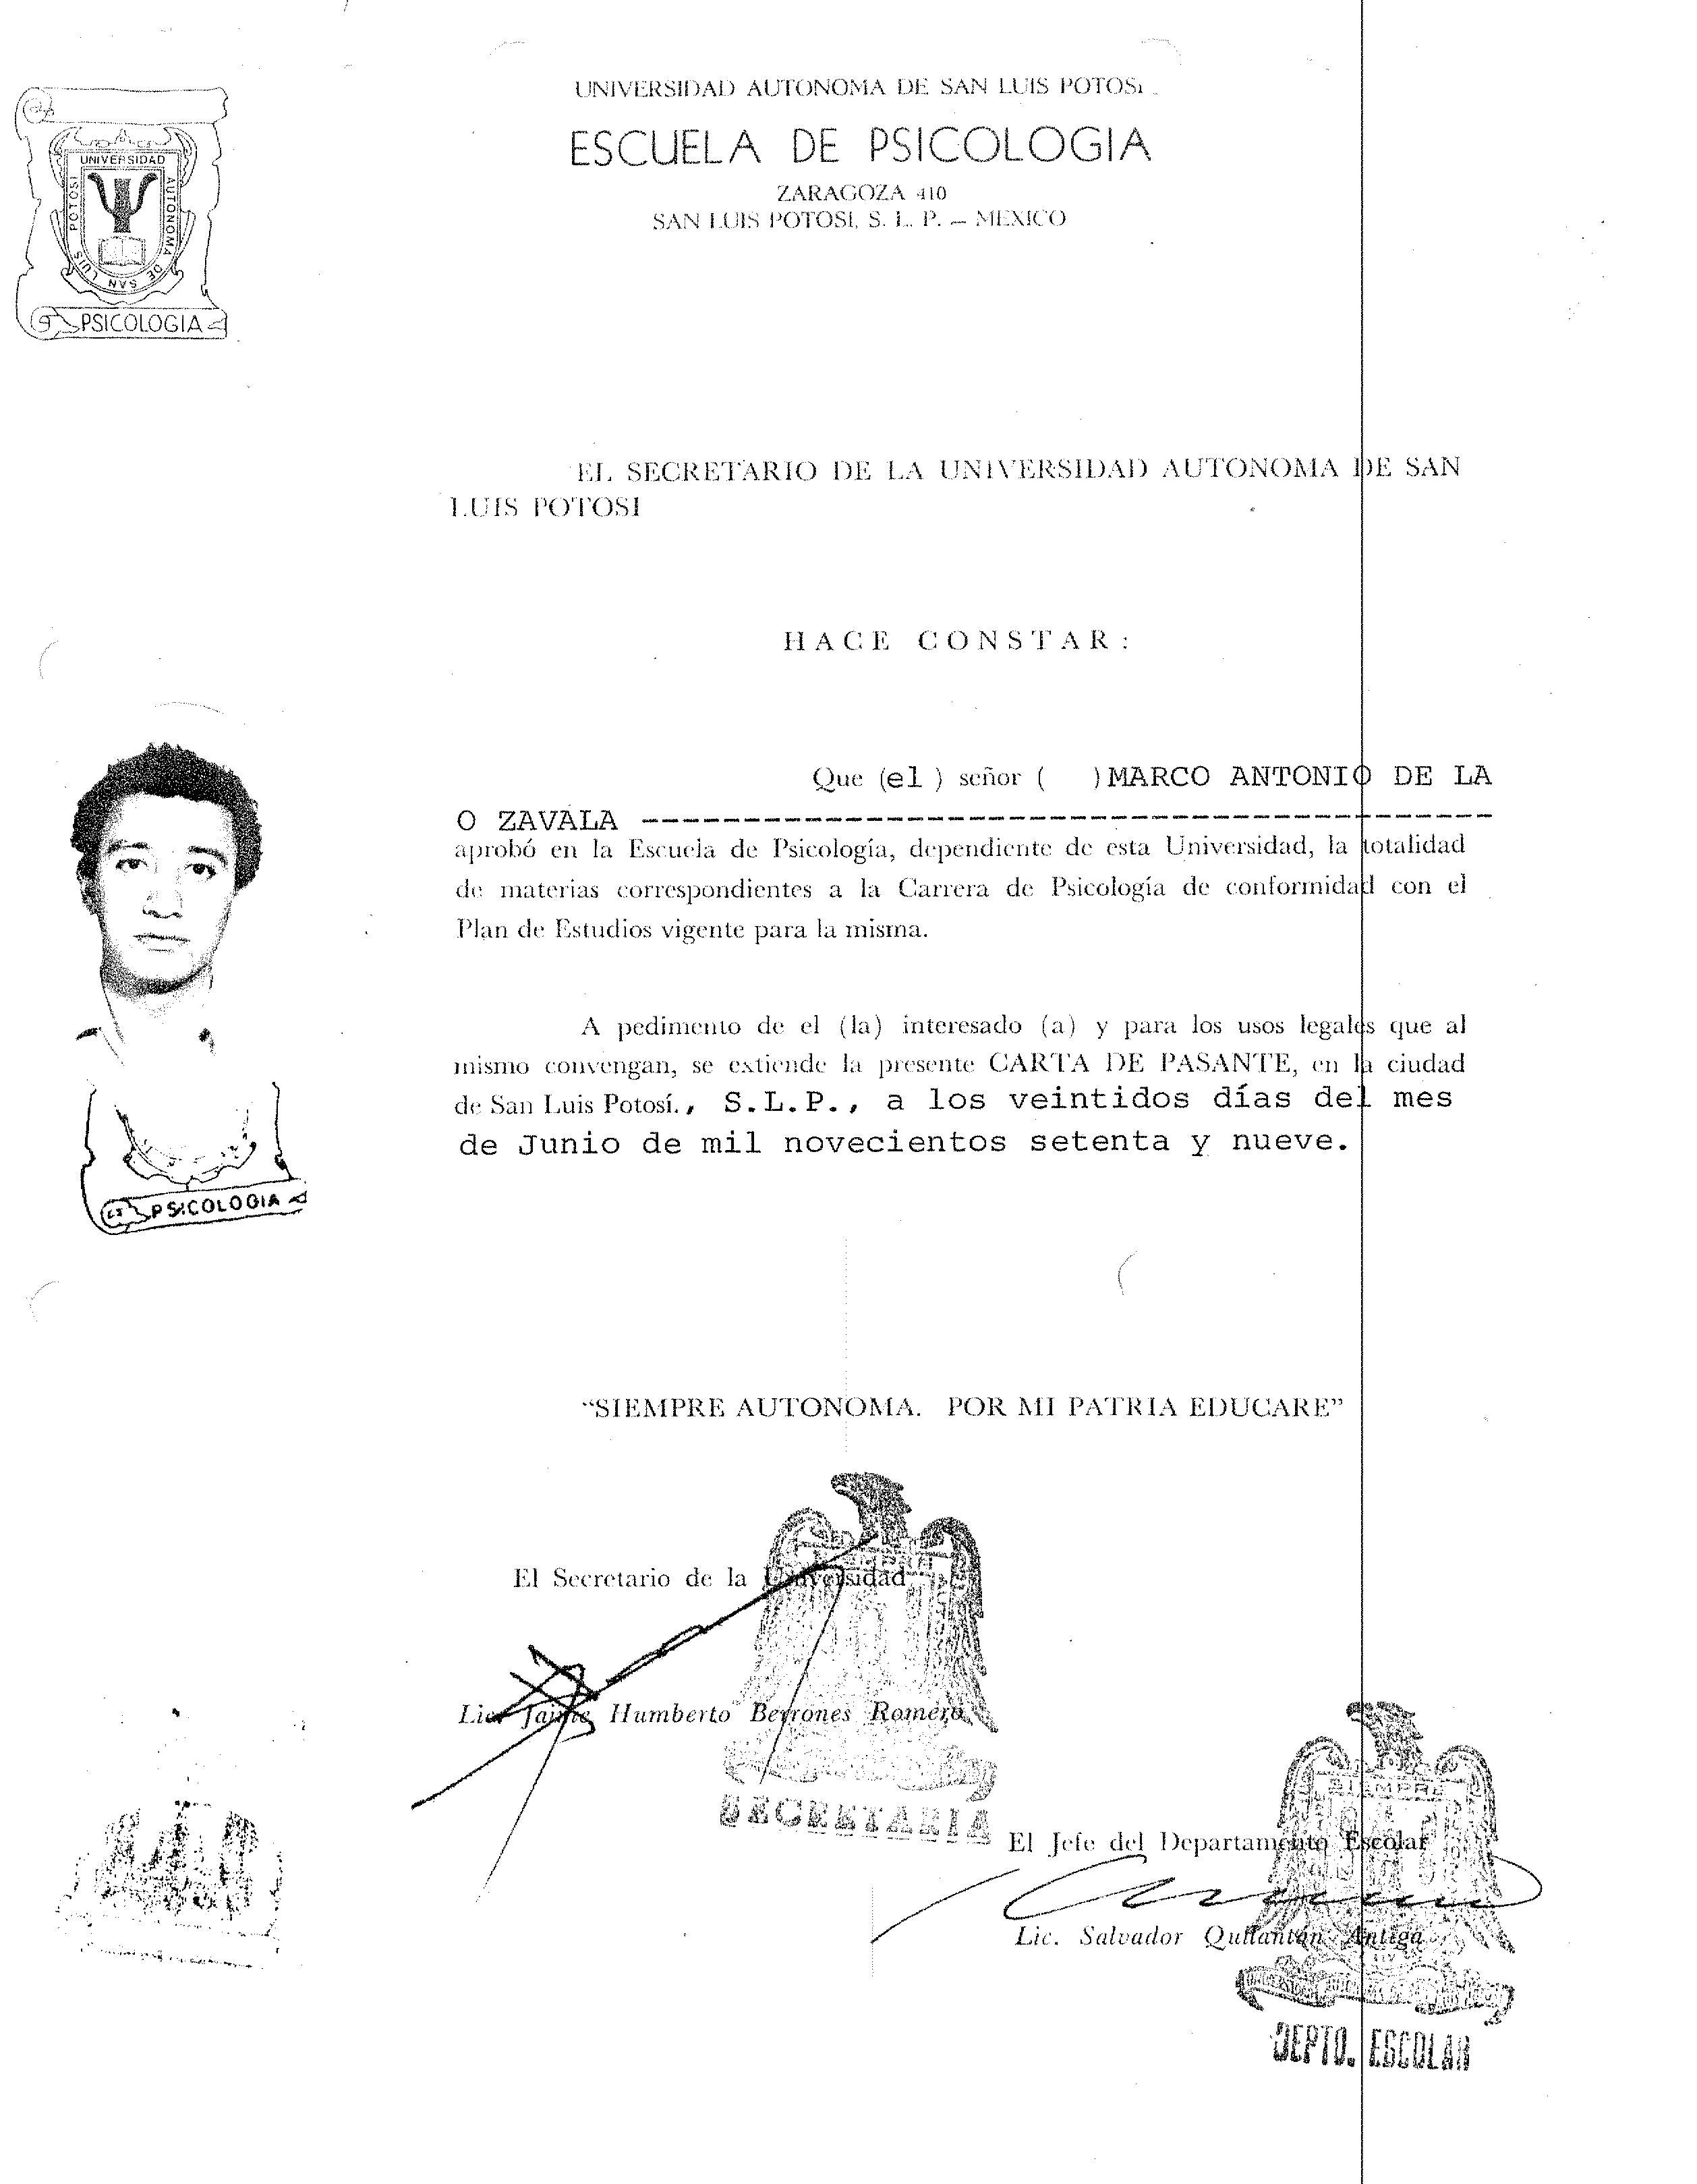 UNIVERSIDAD AUTONOMA DE SAN LUIS POTOSI
ESCUELA DE PSICOLOGIA
ZARAGOZA 410
SAN LUIS POTOSI, S. L. P. — MEXICO
UNIVERSIDAD AUTONOMA DE SAN LUIS POTOSI
PSICOLOGIA
EL SECRETARIO DE LA UNIVERSIDAD AUTONOMA DE SAN
LUIS POTOSI
HACE CONSTAR:
Que (el ) señor (   )MARCO ANTONIO DE LA
O ZAVALA --------------------------------------------
aprobó en la Escuela de Psicología, dependiente de esta Universidad, la totalidad
de materias correspondientes a la Carrera de Psicología de conformidad con el
Plan de Estudios vigente para la misma.
A pedimento de el (la) interesado (a) y para los usos legales que al
mismo convengan, se extiende la presente CARTA DE PASANTE, en la ciudad
de San Luis Potosí., S.L.P., a los veintidos días del mes
de Junio de mil novecientos setenta y nueve.
PSICOLOGIA
“SIEMPRE AUTONOMA. POR MI PATRIA EDUCARE”
SIEMPRE
El Secretario de la Universidad
Lic. Jaime Humberto Berrones Romero
SECRETARIA
SIEMPRE
El Jefe del Departamento Escolar
Lic. Salvador Quintantán Antiga
DEPTO. ESCOLAR